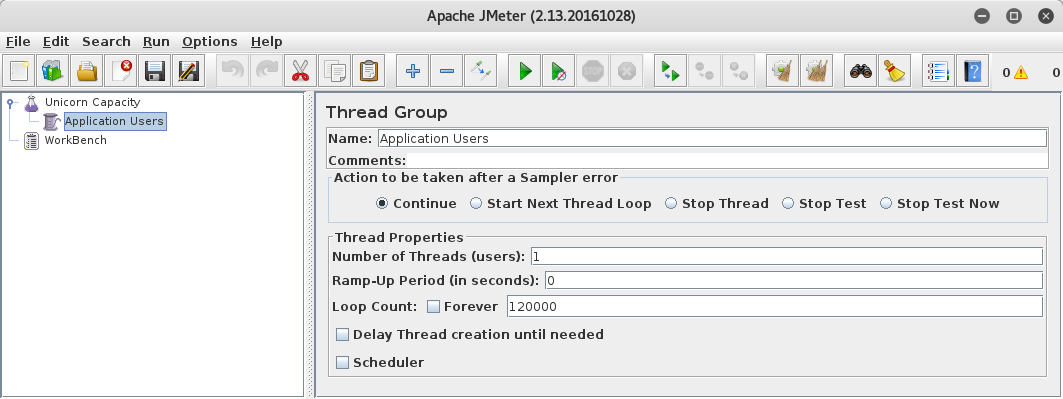 Apache JMeter (2.13.20161028)
File Edit Search Run Options Help
STOP
0 0
Unicorn Capacity
Application Users
WorkBench
Thread Group
Name: Application Users
Comments:
Action to be taken after a Sampler error
Continue Start Next Thread Loop Stop Thread Stop Test Stop Test Now
Thread Properties
Number of Threads (users): 1
Ramp-Up Period (in seconds): 0
Loop Count: Forever 120000
Delay Thread creation until needed
Scheduler